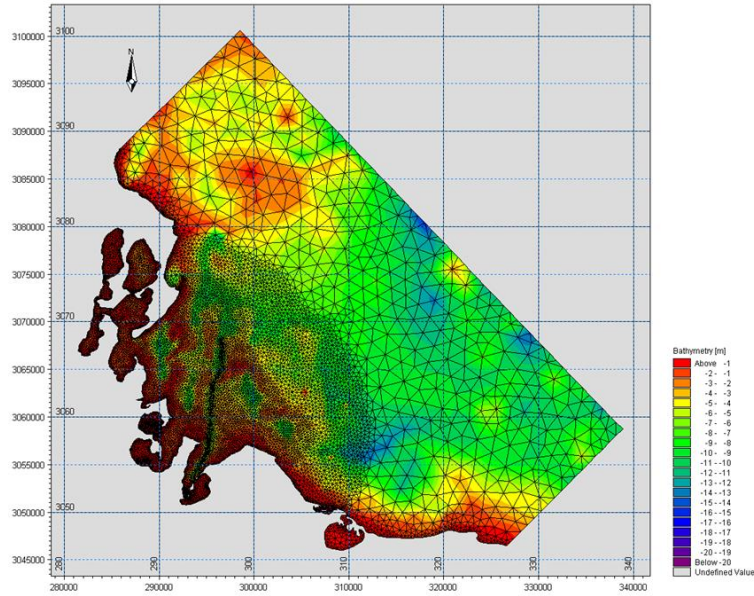 3100000
3095000
3090000
3085000
3080000
3075000
3070000
3065000
3060000
3055000
3050000
3045000
3100
3090
3080
3070
3060
3050
N
280
290
300
310
320
330
340
280000
290000
300000
310000
320000
330000
340000
Bathymetry [m]
Above -1
-2 - -1
-3 - -2
-4 - -3
-5 - -4
-6 - -5
-7 - -6
-8 - -7
-9 - -8
-10 - -9
-11 - -10
-12 - -11
-13 - -12
-14 - -13
-15 - -14
-16 - -15
-17 - -16
-18 - -17
-19 - -18
-20 - -19
Below -20
Undefined Value